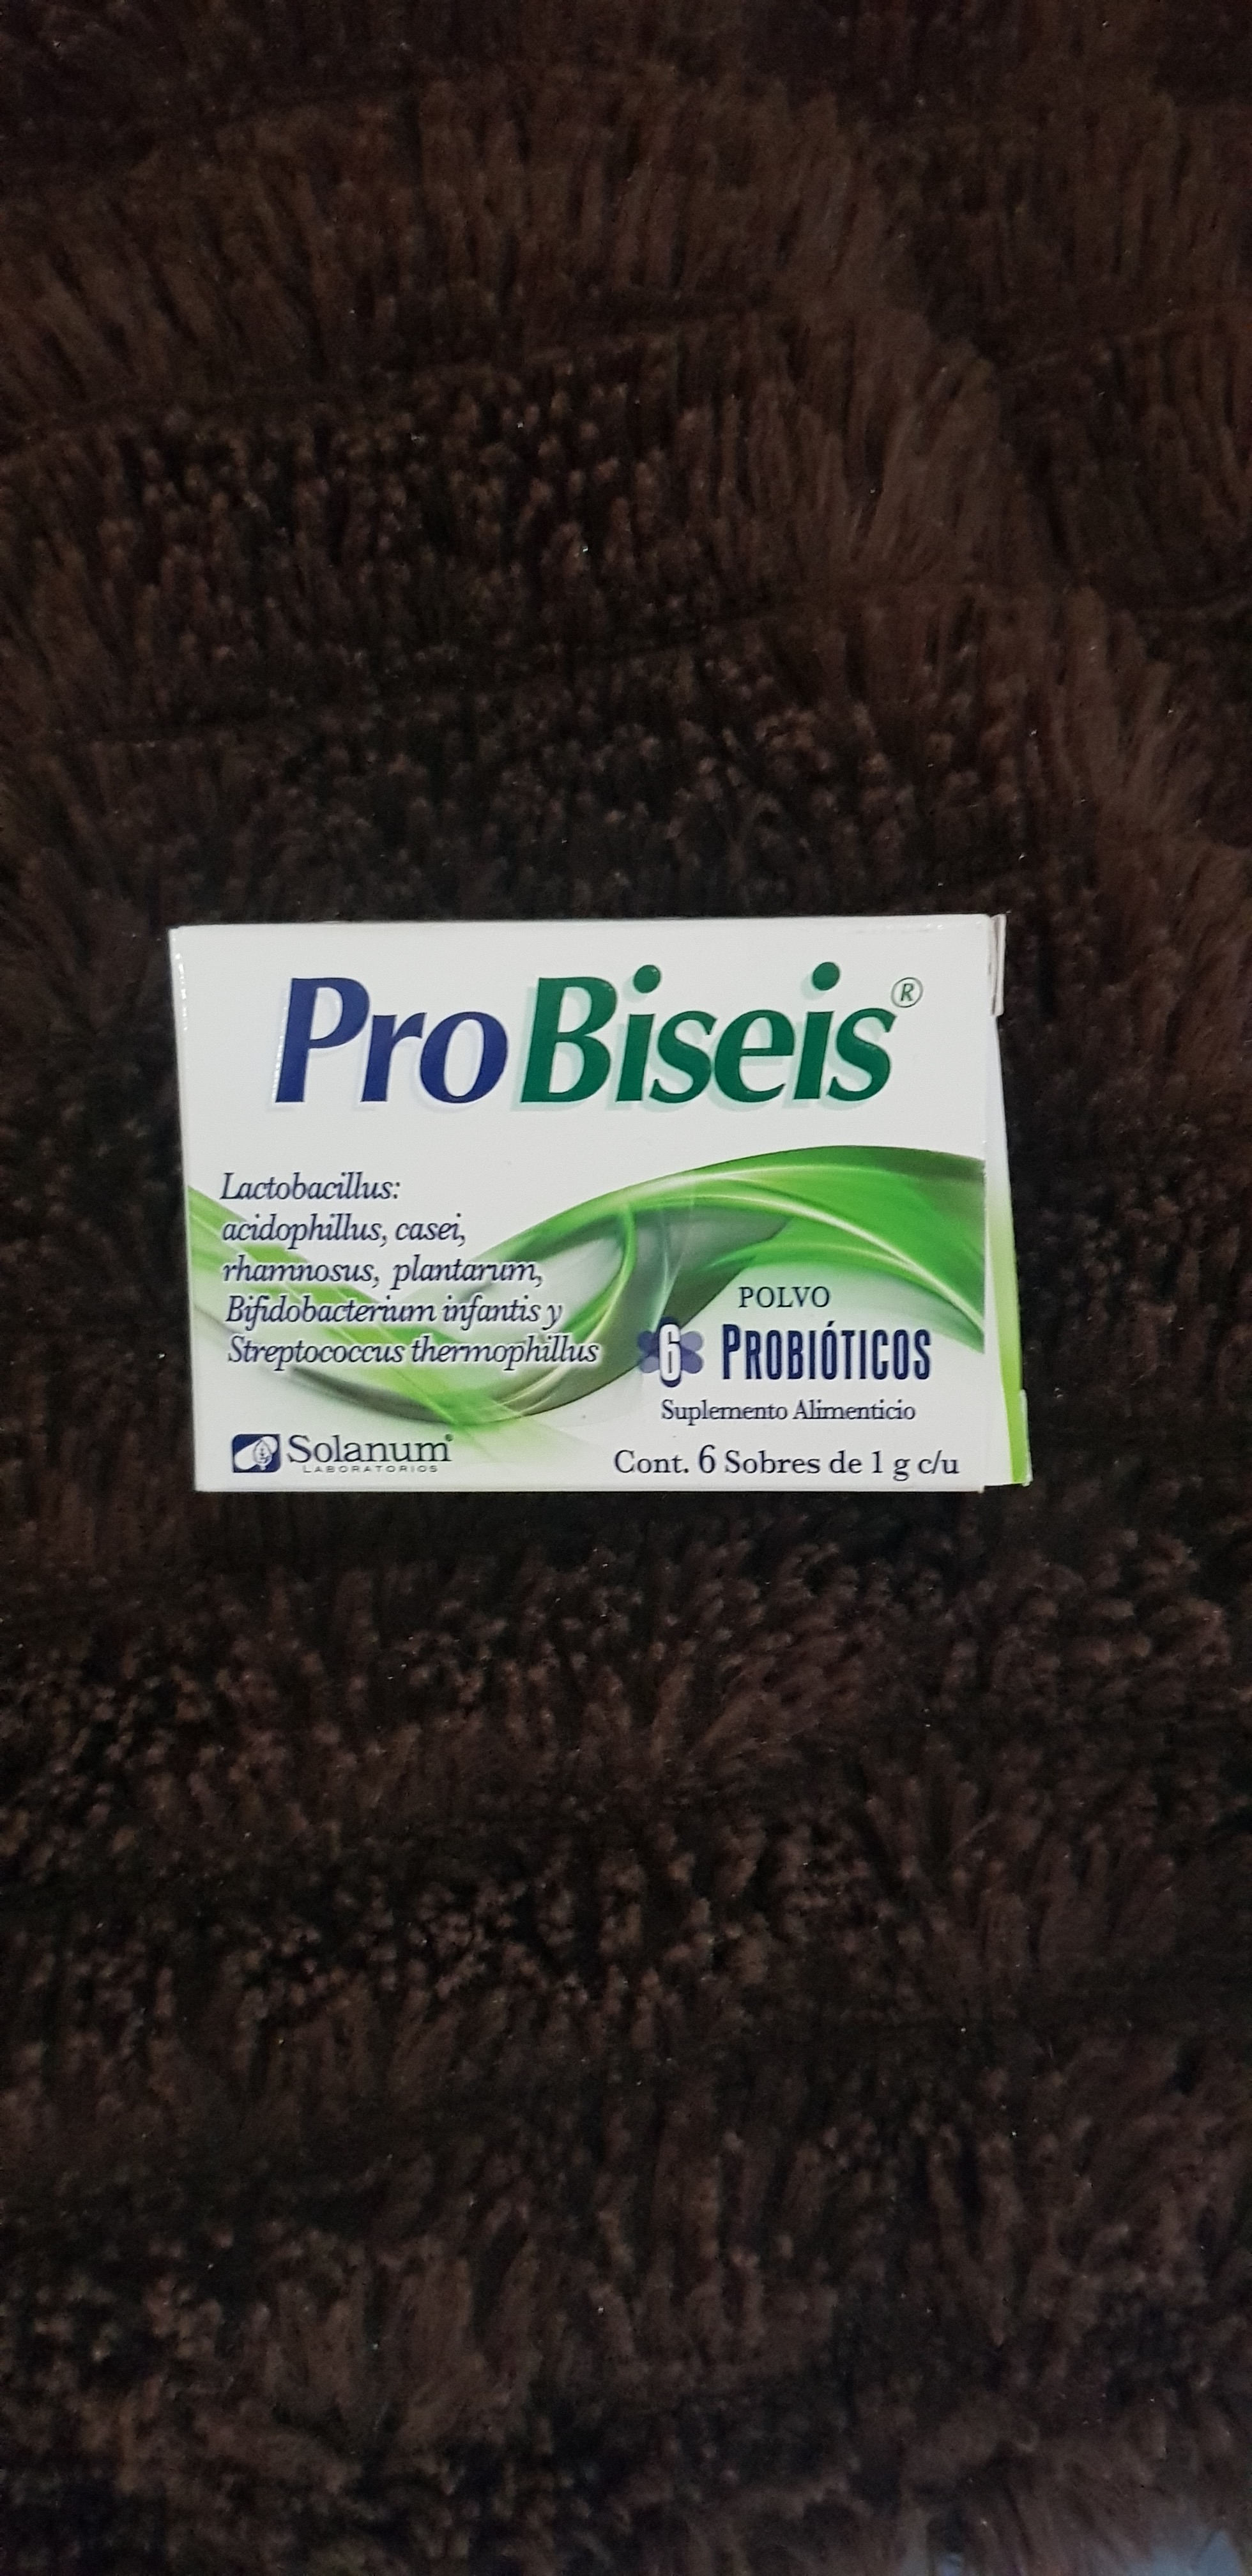 ProBiseis®
Lactobacillus:
acidophillus, casei,
rhamnosus, plantarum,
Bifidobacterium infantis y
Streptococcus thermophillus
POLVO
6 PROBIÓTICOS
Suplemento Alimenticio
Solanum®
LABORATORIOS
Cont. 6 Sobres de 1 g c/u